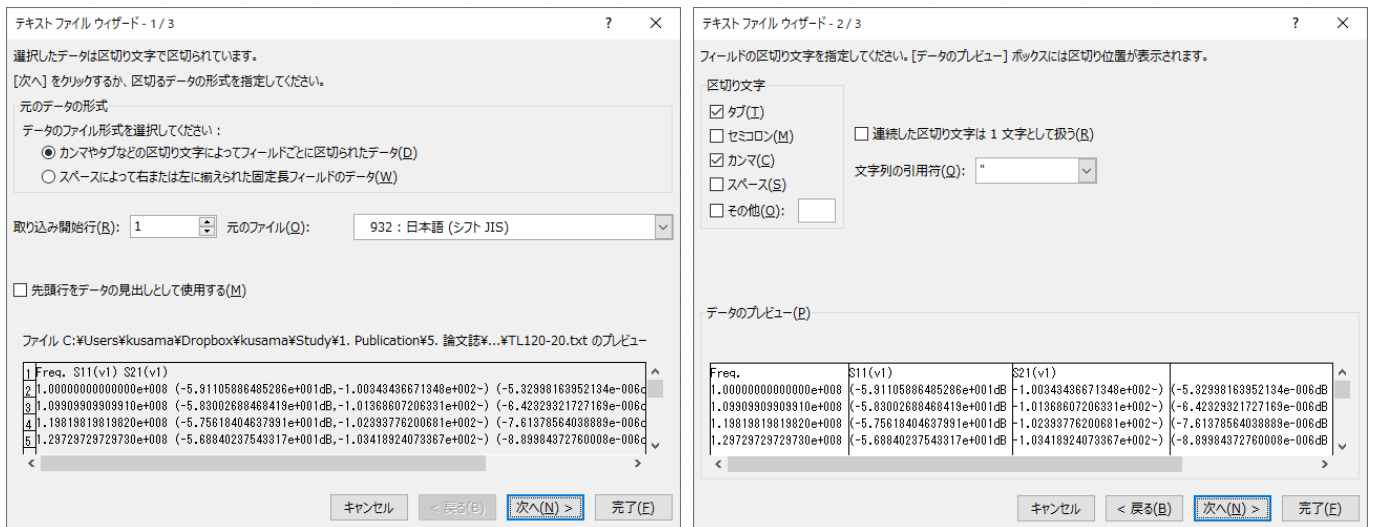 テキスト ファイル ウィザード - 1 / 3
選択したデータは区切り文字で区切られています。
[次へ] をクリックするか、区切るデータの形式を指定してください。
元のデータの形式
データのファイル形式を選択してください：
カンマやタブなどの区切り文字によってフィールドごとに区切られたデータ(D)
スペースによって右または左に揃えられた固定長フィールドのデータ(W)
取り込み開始行(R): 1 元のファイル(O): 932 : 日本語 (シフト JIS)
先頭行をデータの見出しとして使用する(M)
ファイル C:¥Users¥kusama¥Dropbox¥kusama¥Study¥1. Publication¥5. 論文誌¥...¥TL120-20.txt のプレビュー
1 Freq. S11(v1) S21(v1)
2 1.00000000000000e+008 (-5.91105886485286e+001dB,-1.00343436671348e+002~) (-5.32998163952134e-006c
3 1.09909909909910e+008 (-5.83002688468419e+001dB,-1.01368607206331e+002~) (-6.42329321727169e-006c
4 1.19819819819820e+008 (-5.75618404637991e+001dB,-1.02393776200681e+002~) (-7.61378564038889e-006c
5 1.29729729729730e+008 (-5.68840237543317e+001dB,-1.03418924073367e+002~) (-8.89984372760008e-006c
キャンセル < 戻る(B) 次へ(N) > 完了(F)
テキスト ファイル ウィザード - 2 / 3
フィールドの区切り文字を指定してください。[データのプレビュー] ボックスには区切り位置が表示されます。
区切り文字
タブ(T)
セミコロン(M)
カンマ(C)
スペース(S)
その他(O):
連続した区切り文字は 1 文字として扱う(R)
文字列の引用符(Q): "
データのプレビュー(P)
Freq. S11(v1) S21(v1)
1.00000000000000e+008 (-5.91105886485286e+001dB -1.00343436671348e+002~) (-5.32998163952134e-006dB
1.09909909909910e+008 (-5.83002688468419e+001dB -1.01368607206331e+002~) (-6.42329321727169e-006dB
1.19819819819820e+008 (-5.75618404637991e+001dB -1.02393776200681e+002~) (-7.61378564038889e-006dB
1.29729729729730e+008 (-5.68840237543317e+001dB -1.03418924073367e+002~) (-8.89984372760008e-006dB
キャンセル < 戻る(B) 次へ(N) > 完了(F)